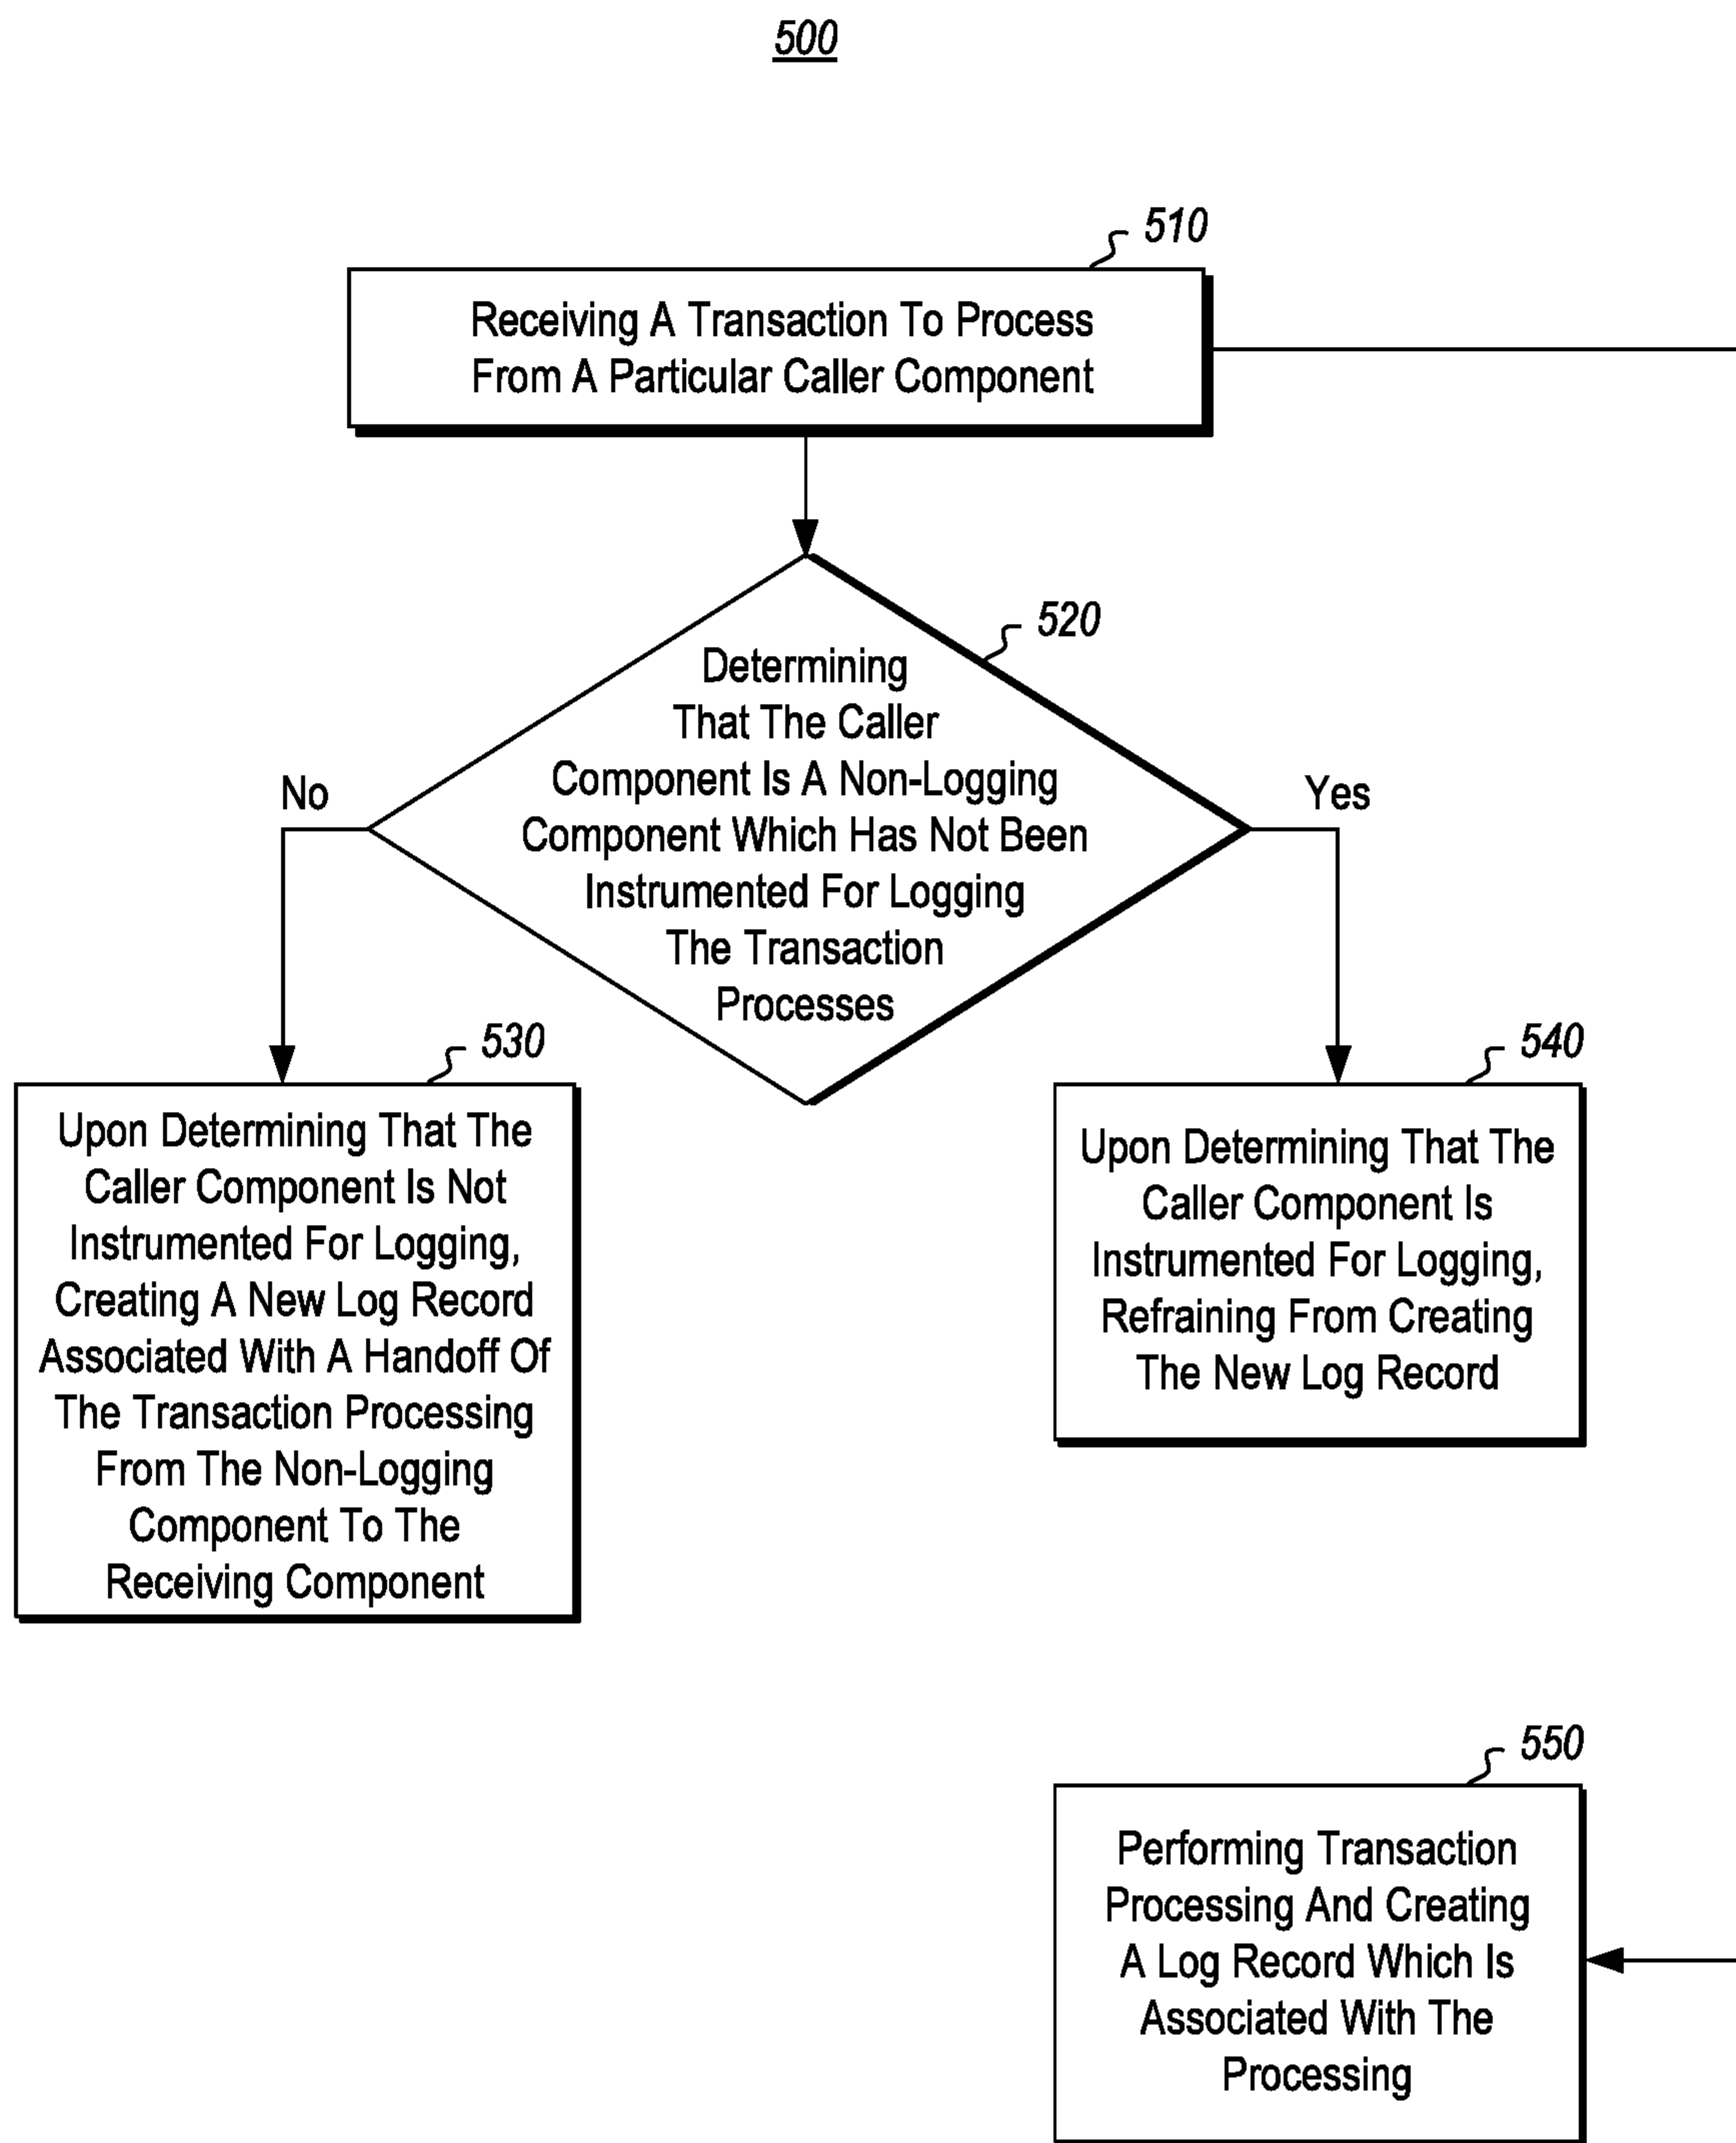 500
510
Receiving A Transaction To Process
From A Particular Caller Component
520
Determining
That The Caller
Component Is A Non-Logging
Component Which Has Not Been
Instrumented For Logging
The Transaction
Processes
No
Yes
530
Upon Determining That The
Caller Component Is Not
Instrumented For Logging,
Creating A New Log Record
Associated With A Handoff Of
The Transaction Processing
From The Non-Logging
Component To The
Receiving Component
540
Upon Determining That The
Caller Component Is
Instrumented For Logging,
Refraining From Creating
The New Log Record
550
Performing Transaction
Processing And Creating
A Log Record Which Is
Associated With The
Processing